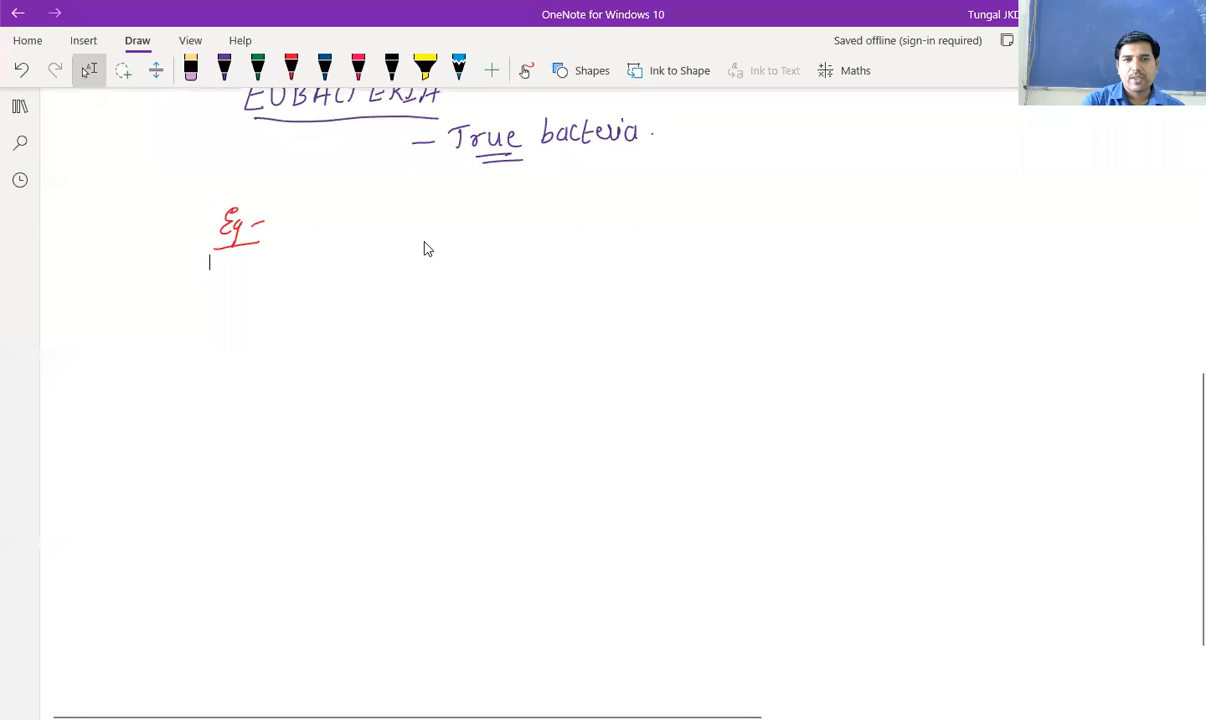 OneNote for Windows 10
Tungal JKD
Home Insert Draw View Help
Saved offline (sign-in required)
Shapes Ink to Shape Ink to Text Maths
EUBACTERIA
— True bacteria.
Eg -